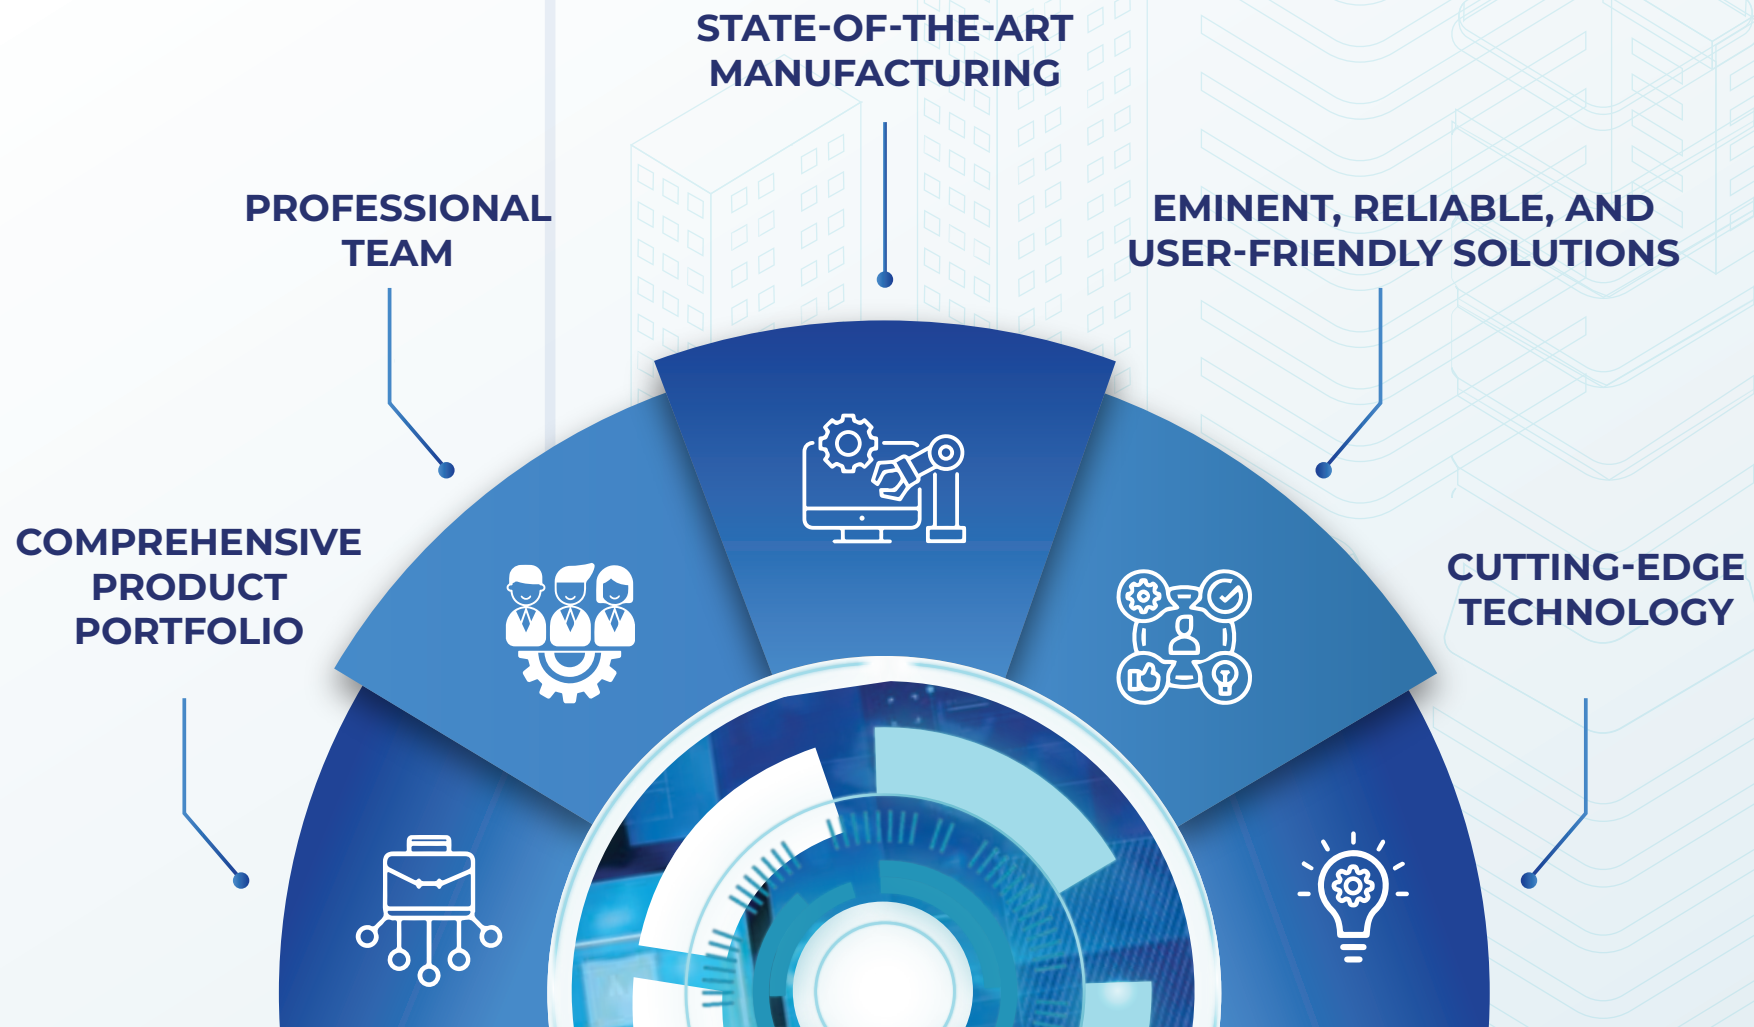 STATE-OF-THE-ART
MANUFACTURING
PROFESSIONAL
TEAM
EMINENT, RELIABLE, AND
USER-FRIENDLY SOLUTIONS
COMPREHENSIVE
PRODUCT
PORTFOLIO
CUTTING-EDGE
TECHNOLOGY